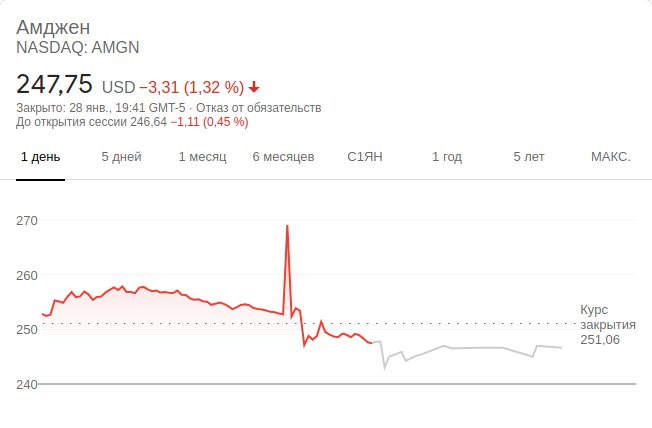 Амджен
NASDAQ: AMGN
247,75 USD −3,31 (1,32 %)
Закрыто: 28 янв., 19:41 GMT-5 · Отказ от обязательств
До открытия сессии 246,64 −1,11 (0,45 %)
1 день 5 дней 1 месяц 6 месяцев С1ЯН 1 год 5 лет МАКС.
270
260
250
240
Курс
закрытия
251,06